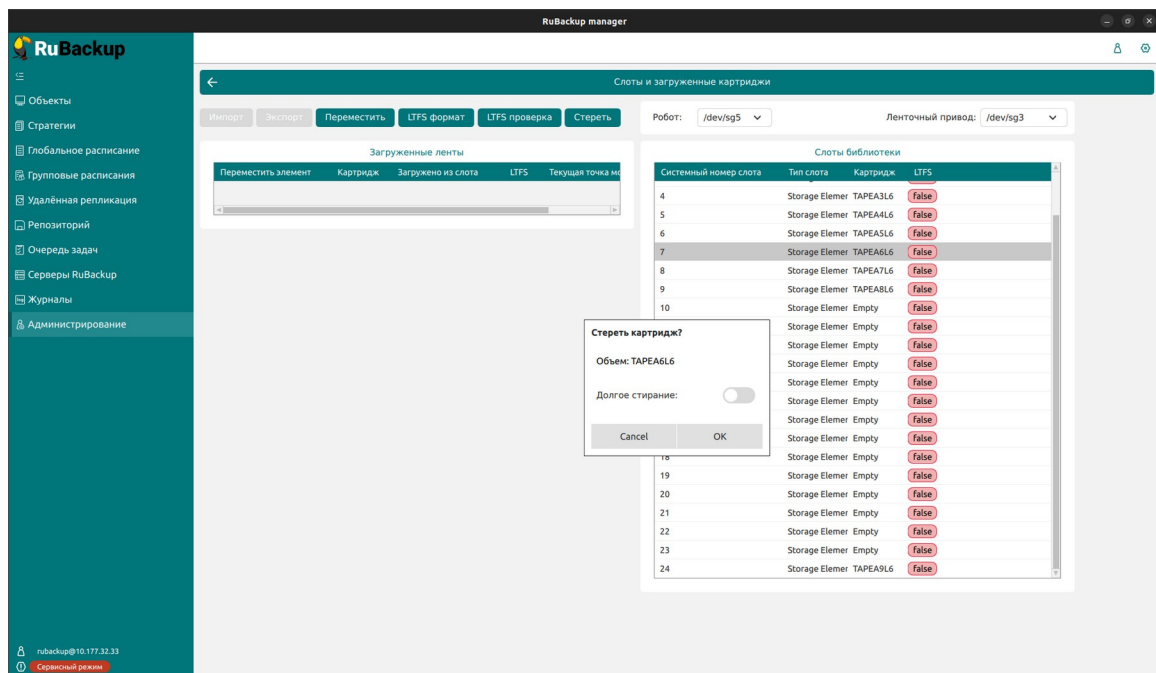 RuBackup manager
RuBackup
Объекты
Стратегии
Глобальное расписание
Групповые расписания
Удалённая репликация
Репозиторий
Очередь задач
Серверы RuBackup
Журналы
Администрирование
rubackup@10.177.32.33
Сервисный режим
Слоты и загруженные картриджи
Импорт Экспорт Переместить LTFS формат LTFS проверка Стереть
Робот: /dev/sg5 Ленточный привод: /dev/sg3
Загруженные ленты
Переместить элемент Картридж Загружено из слота LTFS Текущая точка мо
Слоты библиотеки
Системный номер слота Тип слота Картридж LTFS
4 Storage Elemer TAPEA3L6 false
5 Storage Elemer TAPEA4L6 false
6 Storage Elemer TAPEA5L6 false
7 Storage Elemer TAPEA6L6 false
8 Storage Elemer TAPEA7L6 false
9 Storage Elemer TAPEA8L6 false
10 Storage Elemer Empty false
Storage Elemer Empty false
Storage Elemer Empty false
Storage Elemer Empty false
Storage Elemer Empty false
Storage Elemer Empty false
Storage Elemer Empty false
Storage Elemer Empty false
18 Storage Elemer Empty false
19 Storage Elemer Empty false
20 Storage Elemer Empty false
21 Storage Elemer Empty false
22 Storage Elemer Empty false
23 Storage Elemer Empty false
24 Storage Elemer TAPEA9L6 false
Стереть картридж?
Объем: TAPEA6L6
Долгое стирание:
Cancel OK